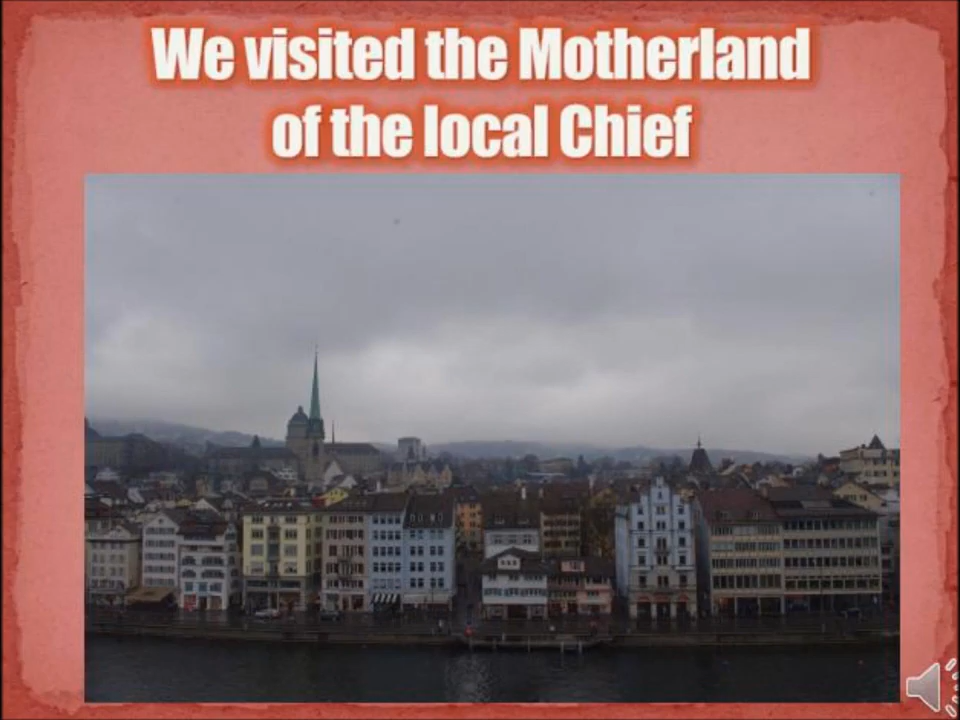 We visited the Motherland
of the local Chief